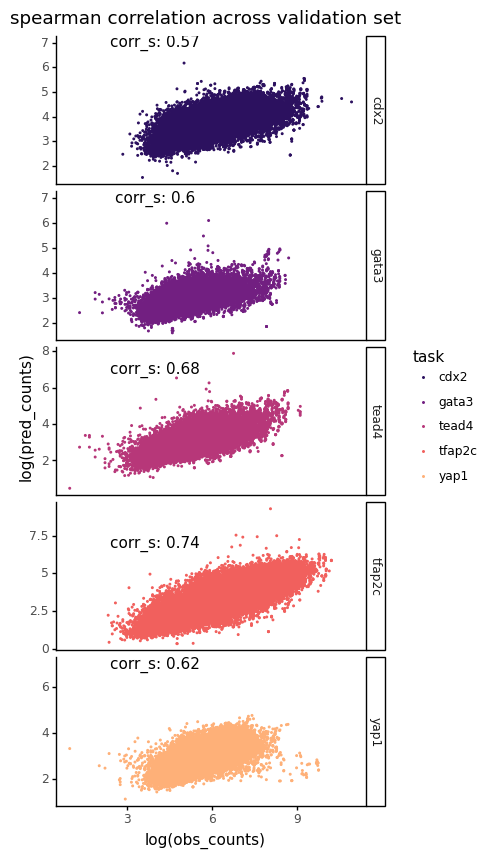 spearman correlation across validation set
corr_s: 0.57
7
6
5
4
3
2
cdx2
corr_s: 0.6
7
6
5
4
3
2
gata3
corr_s: 0.68
8
6
4
2
tead4
corr_s: 0.74
7.5
5
2.5
0
tfap2c
corr_s: 0.62
6
4
2
yap1
3
6
9
log(obs_counts)
log(pred_counts)
task
cdx2
gata3
tead4
tfap2c
yap1